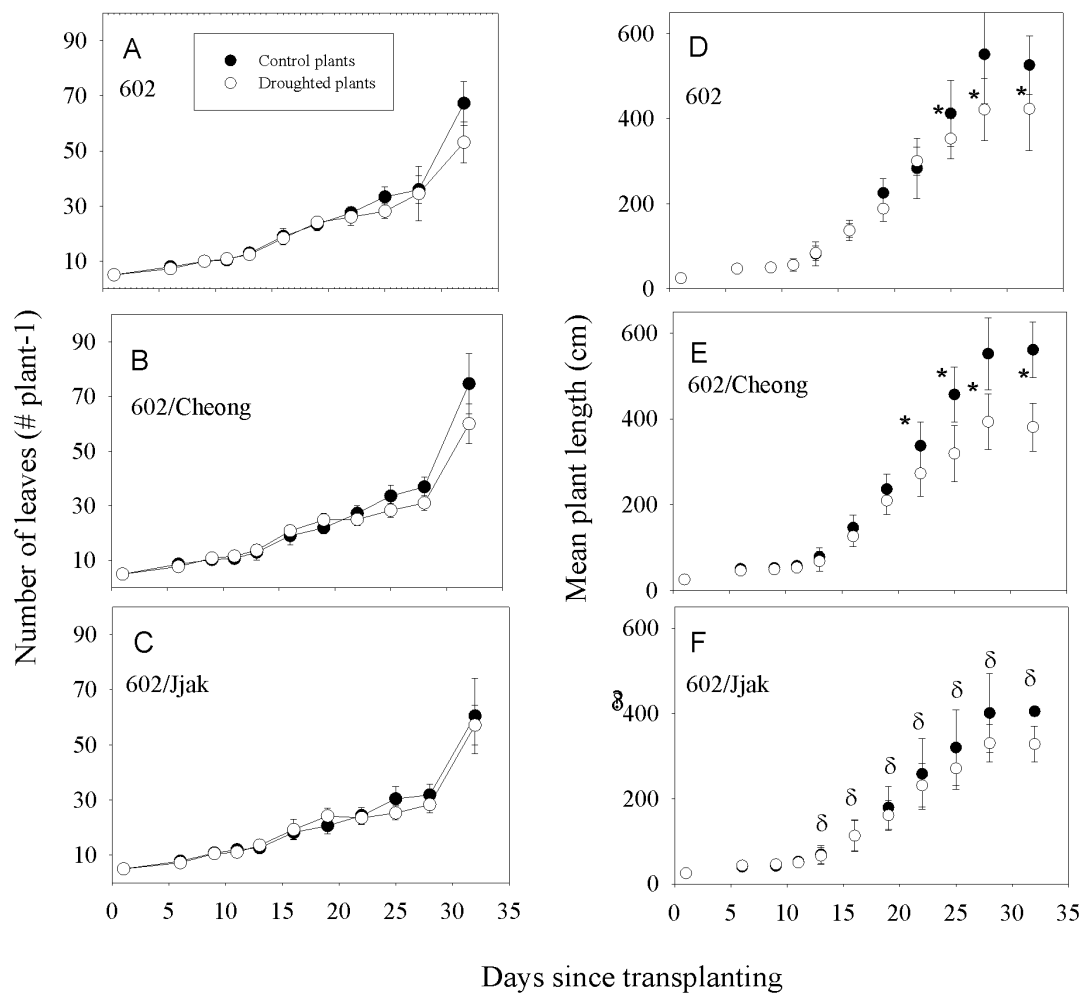 A
602
Control plants
Droughted plants
90
70
50
30
10
B
602/Cheong
90
70
50
30
10
C
602/Jjak
90
70
50
30
10
0 5 10 15 20 25 30 35
Number of leaves (# plant-1)
D
602
600
400
200
0
* * *
E
602/Cheong
600
400
200
0
* * * *
F
602/Jjak
600
400
200
0
δ δ δ δ δ δ δ
0 5 10 15 20 25 30 35
Mean plant length (cm)
Days since transplanting